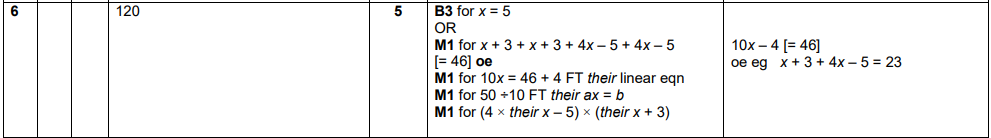 6 120 5 B3 for x = 5
OR
M1 for x + 3 + x + 3 + 4x – 5 + 4x – 5
[= 46] oe
M1 for 10x = 46 + 4 FT their linear eqn
M1 for 50 ÷10 FT their ax = b
M1 for (4 × their x – 5) × (their x + 3)
10x – 4 [= 46]
oe eg x + 3 + 4x – 5 = 23